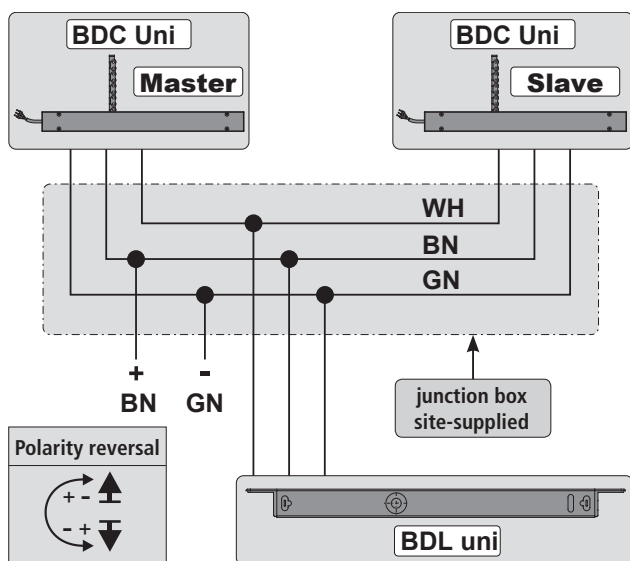 BDC Uni
Master
BDC Uni
Slave
WH
BN
GN
+ -
BN GN
junction box
site-supplied
Polarity reversal
+ -
- +
BDL uni